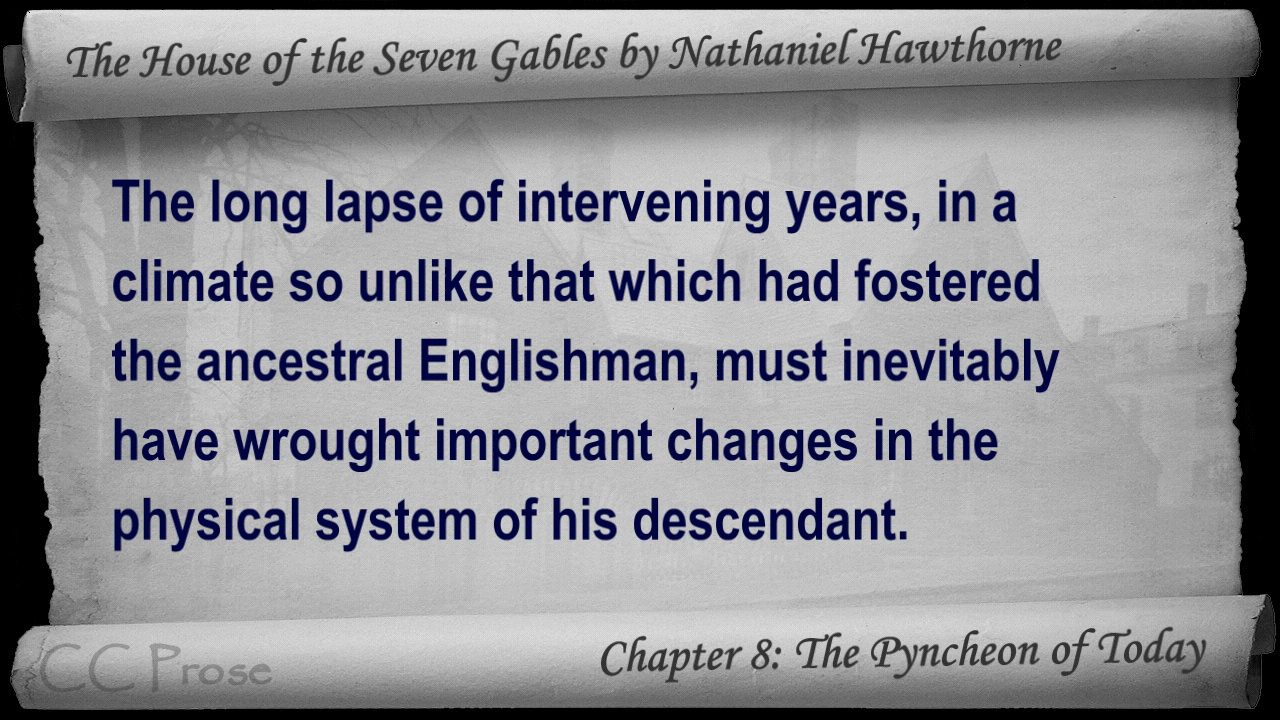 The House of the Seven Gables by Nathaniel Hawthorne
The long lapse of intervening years, in a
climate so unlike that which had fostered
the ancestral Englishman, must inevitably
have wrought important changes in the
physical system of his descendant.
CC Prose
Chapter 8: The Pyncheon of Today